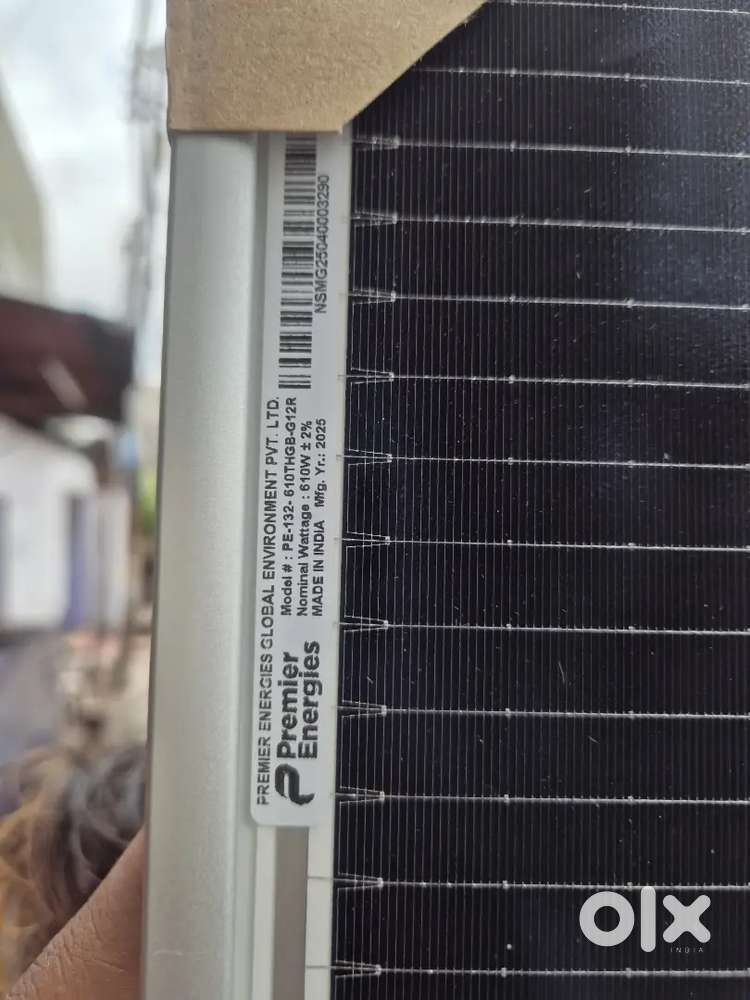 PREMIER ENERGIES GLOBAL ENVIRONMENT PVT. LTD.
Premier
Energies
Model # : PE-132- 610THGB-G12R
Nominal Wattage : 610W ± 2%
MADE IN INDIA Mfg. Yr.: 2025
NSMG25040003290
olx
INDIA